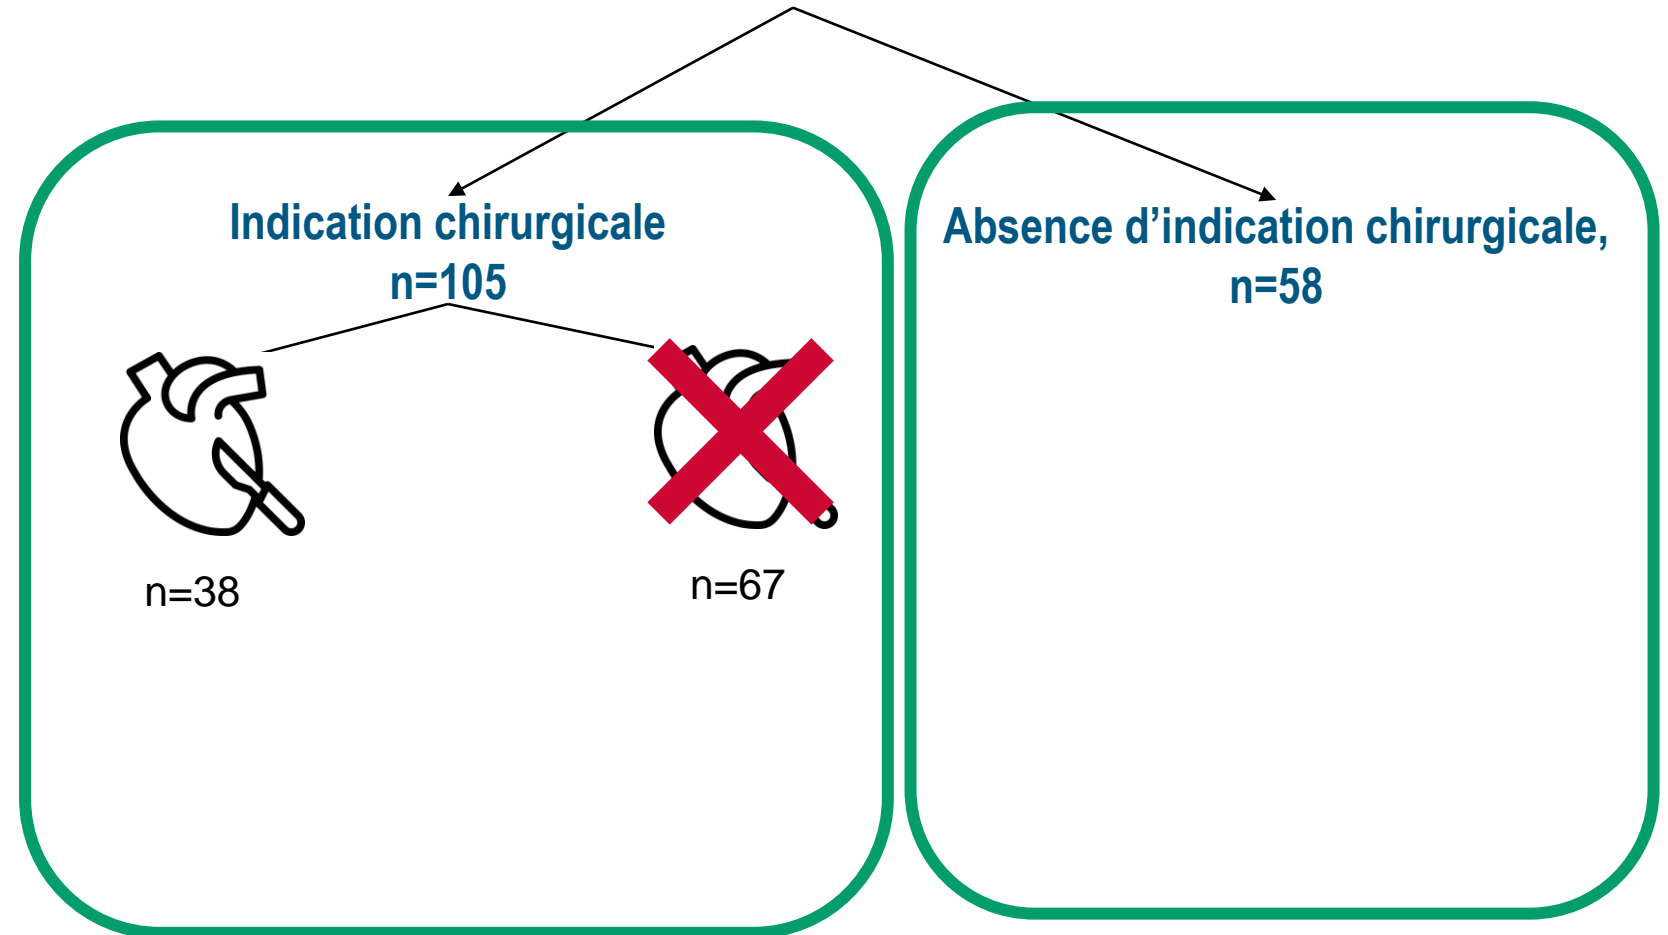 Indication chirurgicale
n=105
Absence d’indication chirurgicale,
n=58
n=38
n=67